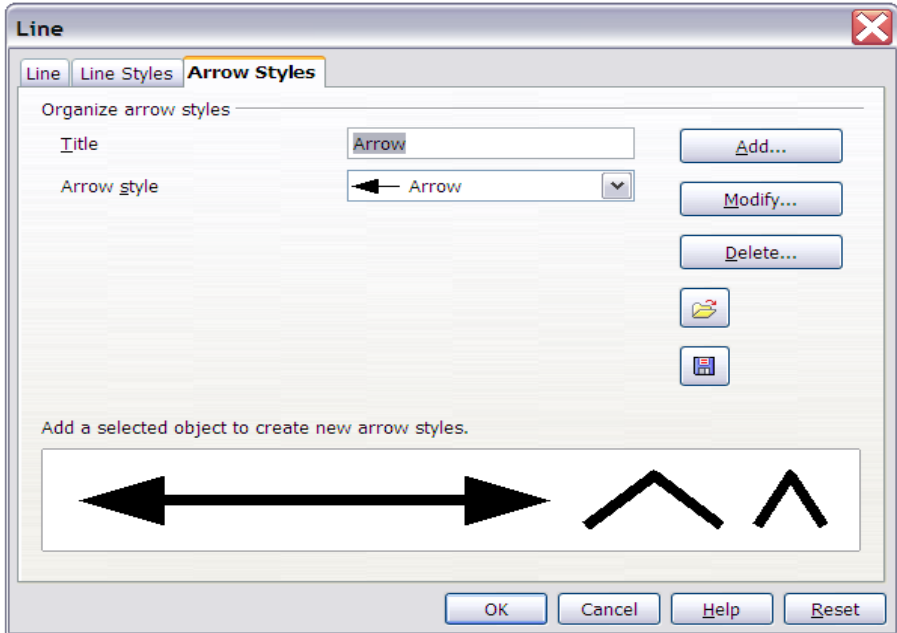 Line
Line Line Styles Arrow Styles
Organize arrow styles
Title Arrow Add...
Arrow style Arrow Modify...
Delete...
Add a selected object to create new arrow styles.
OK Cancel Help Reset